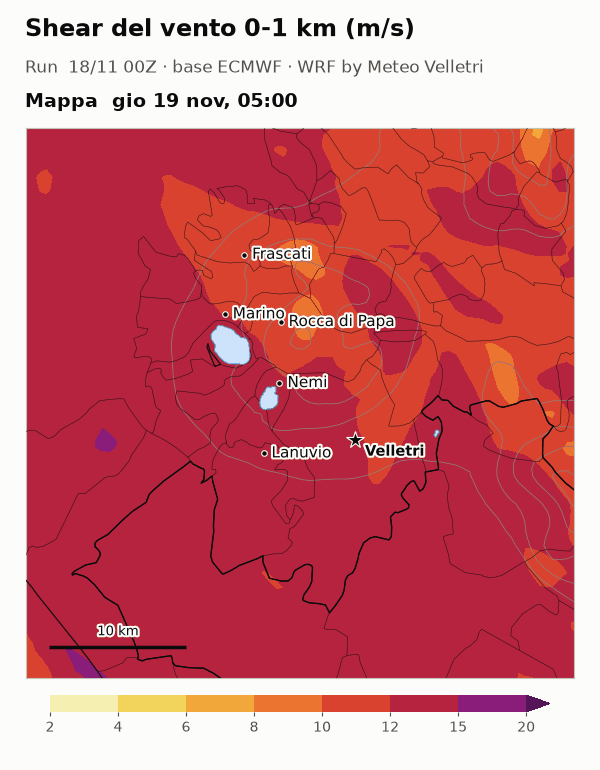 Shear del vento 0-1 km (m/s)
Run  18/11 00Z · base ECMWF · WRF by Meteo Velletri
Mappa  gio 19 nov, 05:00
Frascati
Marino
Rocca di Papa
Nemi
Velletri
Lanuvio
10 km
2 4 6 8 10 12 15 20